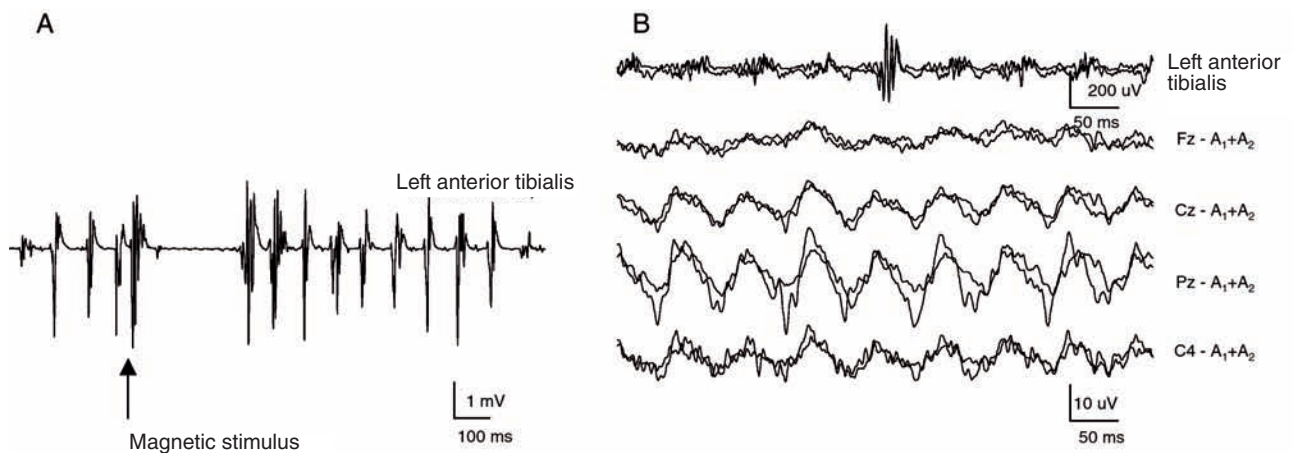 A
Left anterior tibialis
1 mV
100 ms
Magnetic stimulus
B
Left anterior
tibialis
200 uV
50 ms
Fz - A₁+A₂
Cz - A₁+A₂
Pz - A₁+A₂
C4 - A₁+A₂
10 uV
50 ms